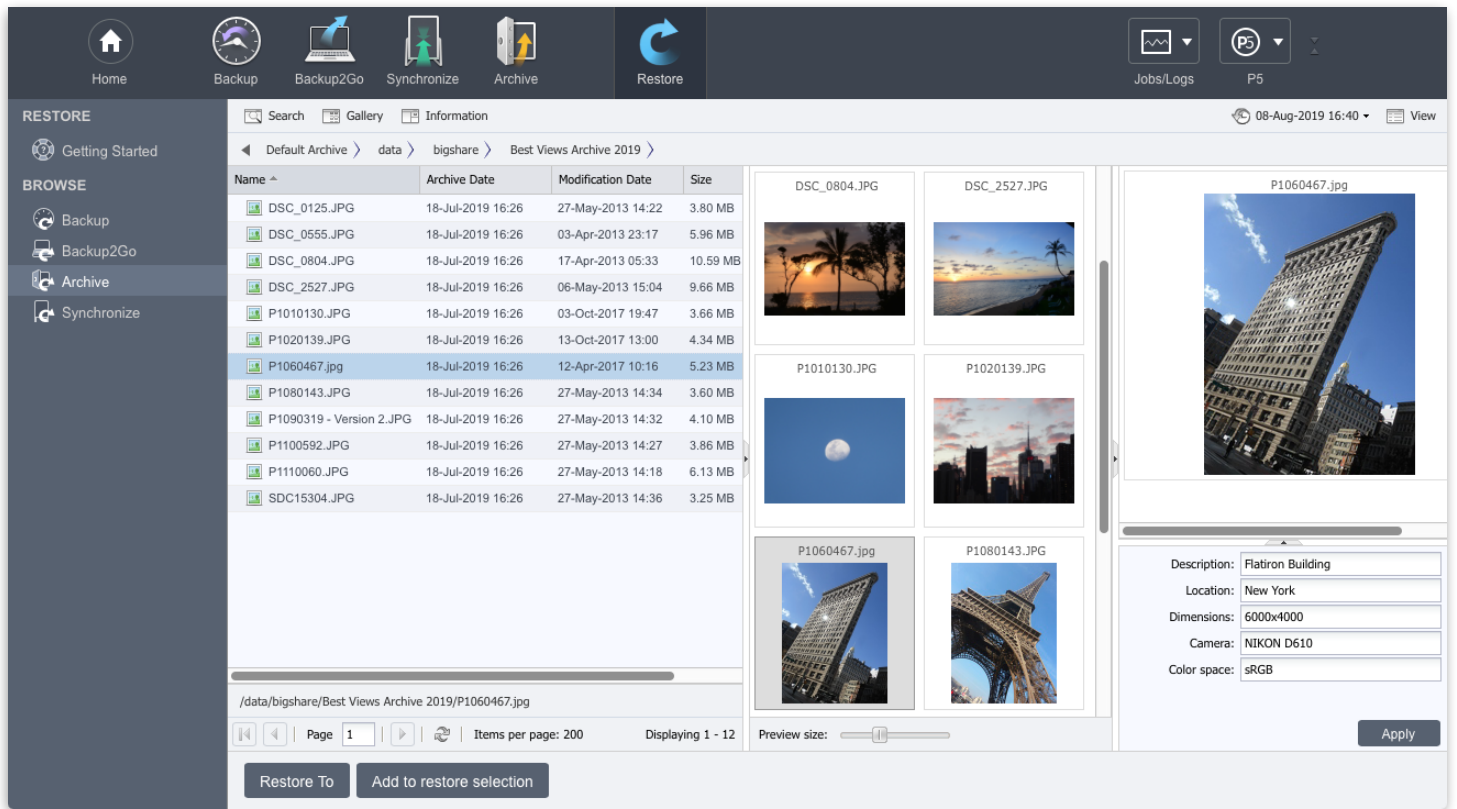 Home
Backup
Backup2Go
Synchronize
Archive
Restore
Jobs/Logs
P5
P5
RESTORE
Getting Started
BROWSE
Backup
Backup2Go
Archive
Synchronize
Search Gallery Information
08-Aug-2019 16:40 View
Default Archive data bigshare Best Views Archive 2019
Name Archive Date Modification Date Size
DSC_0125.JPG 18-Jul-2019 16:26 27-May-2013 14:22 3.80 MB
DSC_0555.JPG 18-Jul-2019 16:26 03-Apr-2013 23:17 5.96 MB
DSC_0804.JPG 18-Jul-2019 16:26 17-Apr-2013 05:33 10.59 MB
DSC_2527.JPG 18-Jul-2019 16:26 06-May-2013 15:04 9.66 MB
P1010130.JPG 18-Jul-2019 16:26 03-Oct-2017 19:47 3.66 MB
P1020139.JPG 18-Jul-2019 16:26 13-Oct-2017 13:00 4.34 MB
P1060467.jpg 18-Jul-2019 16:26 12-Apr-2017 10:16 5.23 MB
P1080143.JPG 18-Jul-2019 16:26 27-May-2013 14:34 3.60 MB
P1090319 - Version 2.JPG 18-Jul-2019 16:26 27-May-2013 14:32 4.10 MB
P1100592.JPG 18-Jul-2019 16:26 27-May-2013 14:27 3.86 MB
P1110060.JPG 18-Jul-2019 16:26 27-May-2013 14:18 6.13 MB
SDC15304.JPG 18-Jul-2019 16:26 27-May-2013 14:36 3.25 MB
/data/bigshare/Best Views Archive 2019/P1060467.jpg
Page 1 Items per page: 200 Displaying 1 - 12
DSC_0804.JPG DSC_2527.JPG
P1010130.JPG P1020139.JPG
P1060467.jpg P1080143.JPG
Preview size:
P1060467.jpg
Description: Flatiron Building
Location: New York
Dimensions: 6000x4000
Camera: NIKON D610
Color space: sRGB
Apply
Restore To Add to restore selection